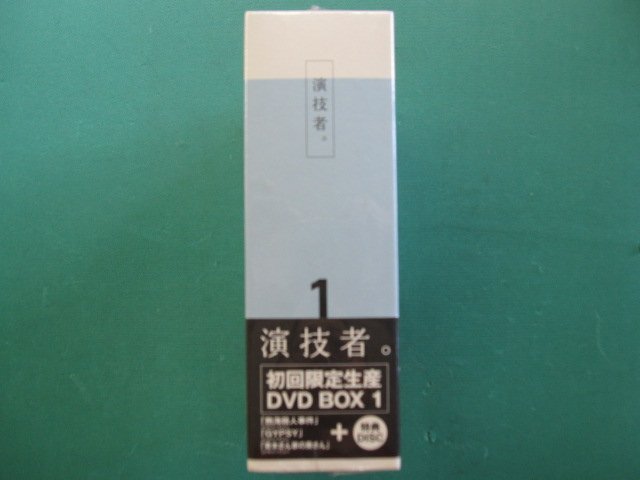 演技者。
1
演技者。
初回限定生産
DVD BOX 1
「GYPSY」
+
特典
DISC